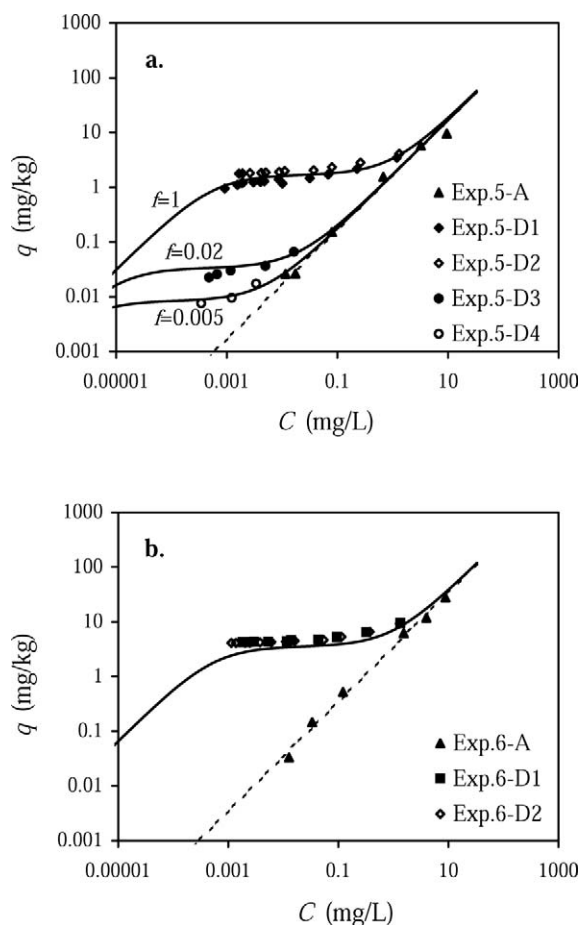 a.
1000
100
10
1
0.1
0.01
0.001
q (mg/kg)
f=1
f=0.02
f=0.005
Exp.5-A
Exp.5-D1
Exp.5-D2
Exp.5-D3
Exp.5-D4
0.00001 0.001 0.1 10 1000
C (mg/L)
b.
1000
100
10
1
0.1
0.01
0.001
q (mg/kg)
Exp.6-A
Exp.6-D1
Exp.6-D2
0.00001 0.001 0.1 10 1000
C (mg/L)